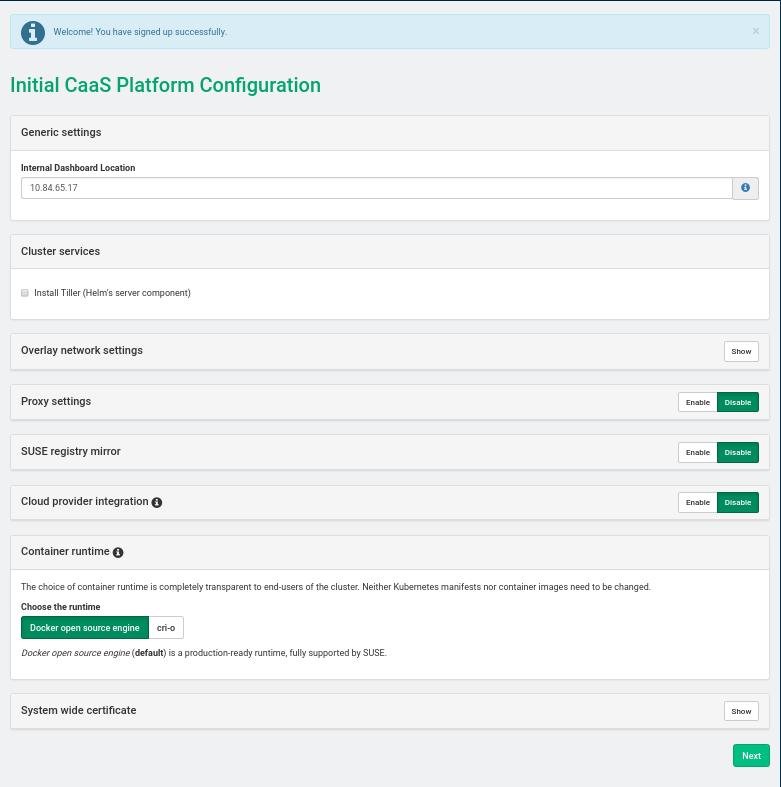 Welcome! You have signed up successfully.
×
Initial CaaS Platform Configuration
Generic settings
Internal Dashboard Location
10.84.65.17
Cluster services
Install Tiller (Helm's server component)
Overlay network settings
Show
Proxy settings
Enable Disable
SUSE registry mirror
Enable Disable
Cloud provider integration
Enable Disable
Container runtime
The choice of container runtime is completely transparent to end-users of the cluster. Neither Kubernetes manifests nor container images need to be changed.
Choose the runtime
Docker open source engine cri-o
Docker open source engine (default) is a production-ready runtime, fully supported by SUSE.
System wide certificate
Show
Next